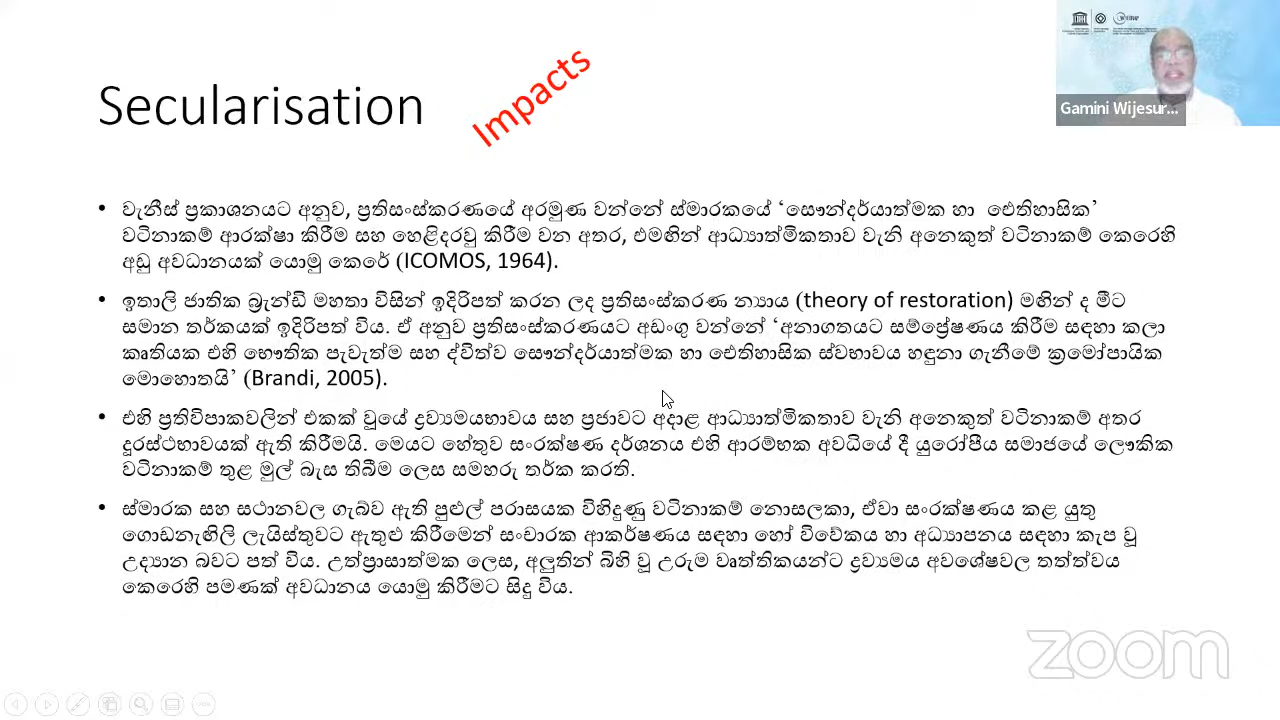 Secularisation
Impacts
Gamini Wijesur...
• වැනීස් ප්‍රකාශනයට අනුව, ප්‍රතිසංස්කරණයේ අරමුණ වන්නේ ස්මාරකයේ ‘සෞන්දර්යාත්මක හා ඓතිහාසික’
වටිනාකම් ආරක්ෂා කිරීම සහ හෙළිදරවු කිරීම වන අතර, එමඟින් ආධ්‍යාත්මිකතාව වැනි අනෙකුත් වටිනාකම් කෙරෙහි
අඩු අවධානයක් යොමු කෙරේ (ICOMOS, 1964).
• ඉතාලි ජාතික බ්‍රැන්ඩි මහතා විසින් ඉදිරිපත් කරන ලද ප්‍රතිසංස්කරණ න්‍යාය (theory of restoration) මඟින් ද මීට
සමාන තර්කයක් ඉදිරිපත් විය. ඒ අනුව ප්‍රතිසංස්කරණයට අඩංගු වන්නේ ‘අනාගතයට සම්ප්‍රේෂණය කිරීම සඳහා කලා
කෘතියක එහි භෞතික පැවැත්ම සහ ද්විත්ව සෞන්දර්යාත්මක හා ඓතිහාසික ස්වභාවය හඳුනා ගැනීමේ ක්‍රමෝපායික
මොහොතයි’ (Brandi, 2005).
• එහි ප්‍රතිවිපාකවලින් එකක් වූයේ ද්‍රව්‍යමයභාවය සහ ප්‍රජාවට අදාළ ආධ්‍යාත්මිකතාව වැනි අනෙකුත් වටිනාකම් අතර
දූරස්ථභාවයක් ඇති කිරීමයි. මෙයට හේතුව සංරක්ෂණ දර්ශනය එහි ආරම්භක අවධියේ දී යුරෝපීය සමාජයේ ලෞකික
වටිනාකම් තුළ මුල් බැස තිබීම ලෙස සමහරු තර්ක කරති.
• ස්මාරක සහ සථානවල ගැබ්ව ඇති පුළුල් පරාසයක විහිදුණු වටිනාකම් නොසලකා, ඒවා සංරක්ෂණය කළ යුතු
ගොඩනැඟිලි ලැයිස්තුවට ඇතුළු කිරීමෙන් සංචාරක ආකර්ෂණය සඳහා හෝ විවේකය හා අධ්‍යාපනය සඳහා කැප වූ
උද්‍යාන බවට පත් විය. උත්ප්‍රාසාත්මක ලෙස, අලුතින් බිහි වූ උරුම වෘත්තිකයන්ට ද්‍රව්‍යමය අවශේෂවල තත්ත්වය
කෙරෙහි පමණක් අවධානය යොමු කිරීමට සිදු විය.
zoom